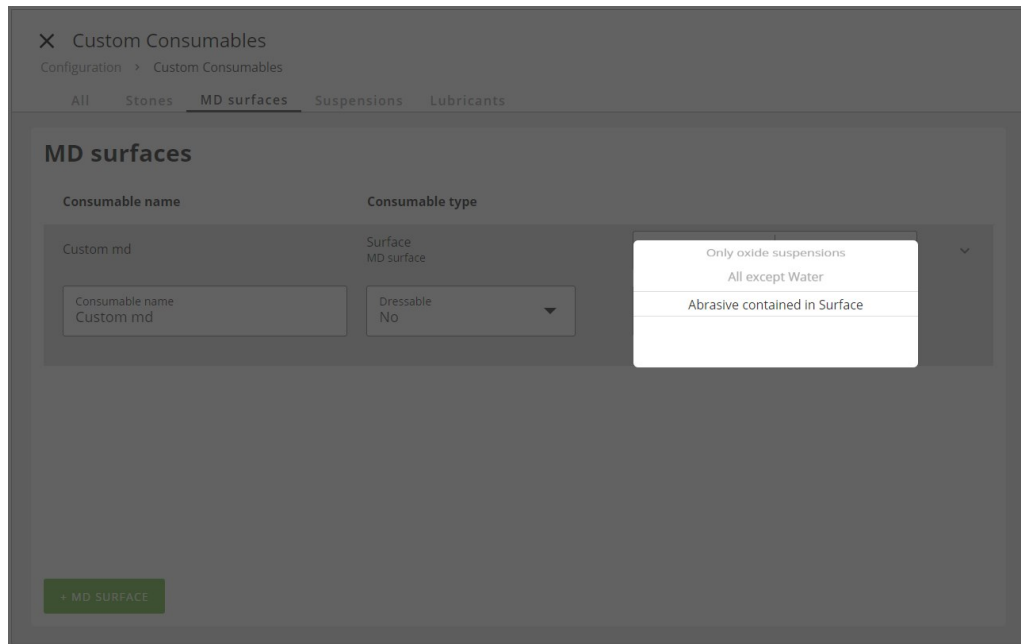 Custom Consumables
Configuration > Custom Consumables
All Stones MD surfaces Suspensions Lubricants
MD surfaces
Consumable name Consumable type
Custom md
Surface
MD surface
Only oxide suspensions
All except Water
Abrasive contained in Surface
Consumable name
Custom md
Dressable
No
+ MD SURFACE